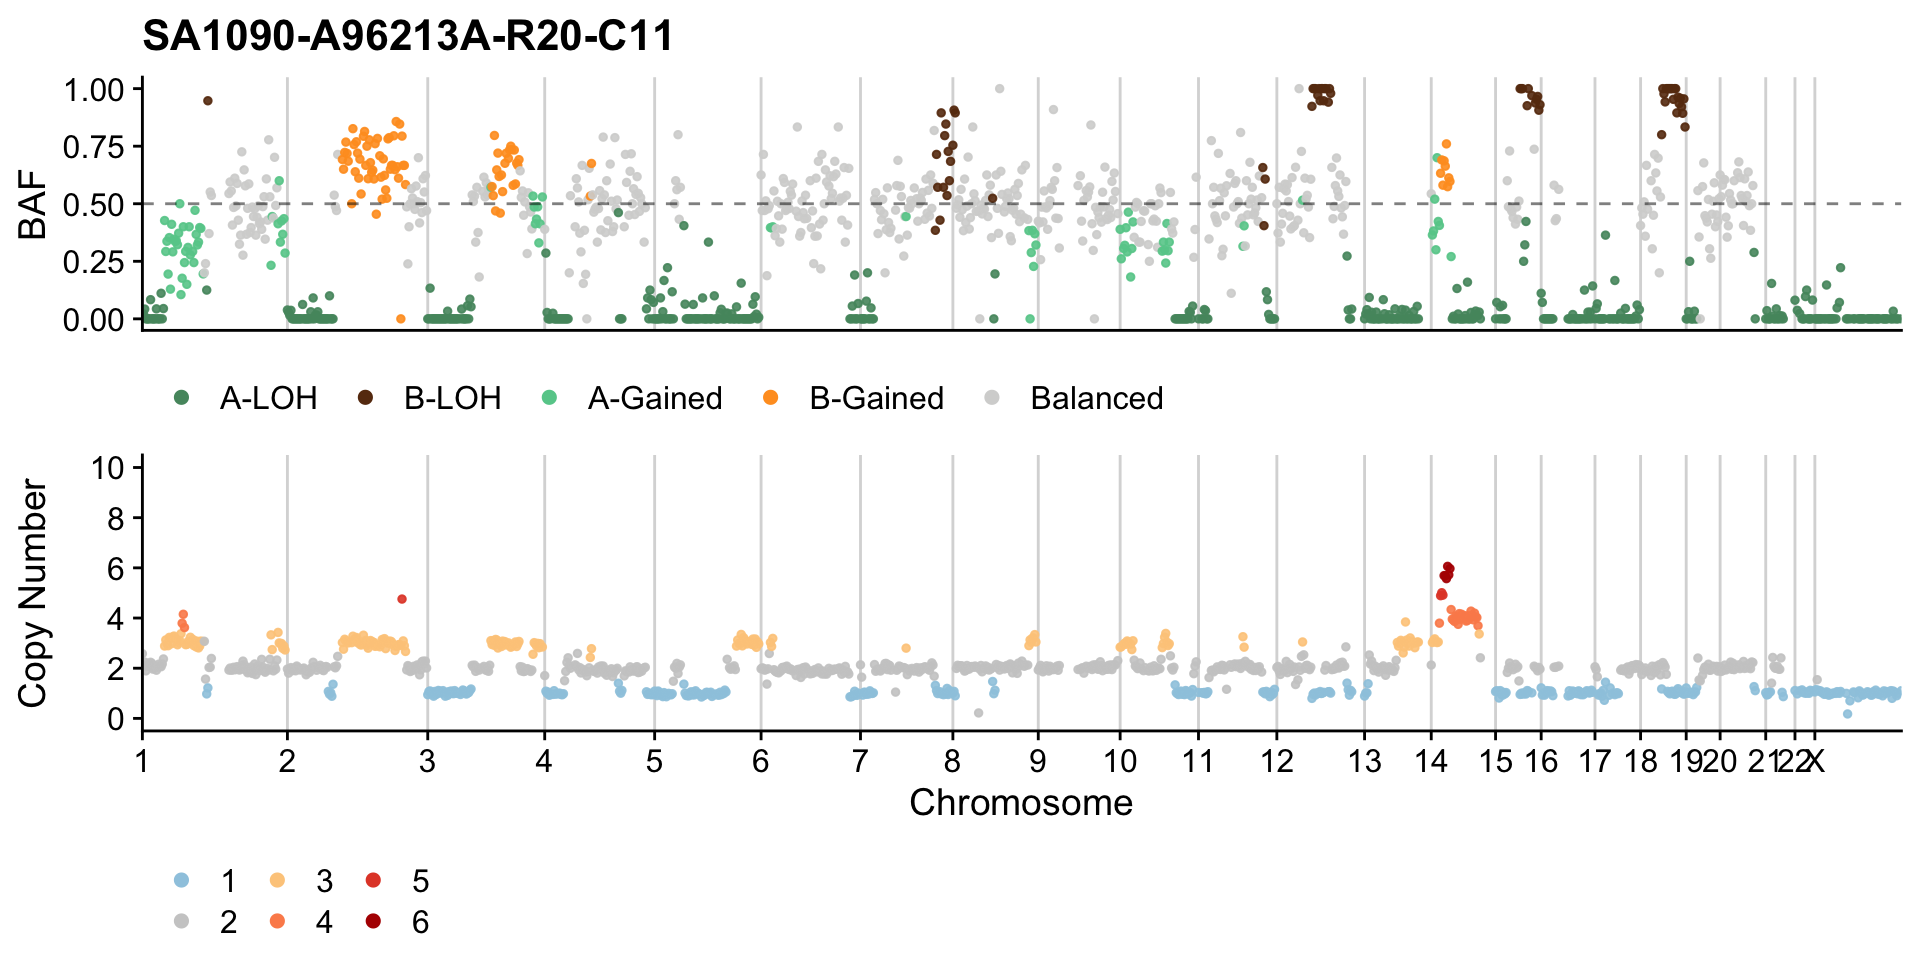 SA1090-A96213A-R20-C11
BAF
1.00
0.75
0.50
0.25
0.00
A-LOH B-LOH A-Gained B-Gained Balanced
Copy Number
10
8
6
4
2
0
1 2 3 4 5 6 7 8 9 10 11 12 13 14 15 16 17 18 19 20 21 22 X
Chromosome
1 3 5
2 4 6